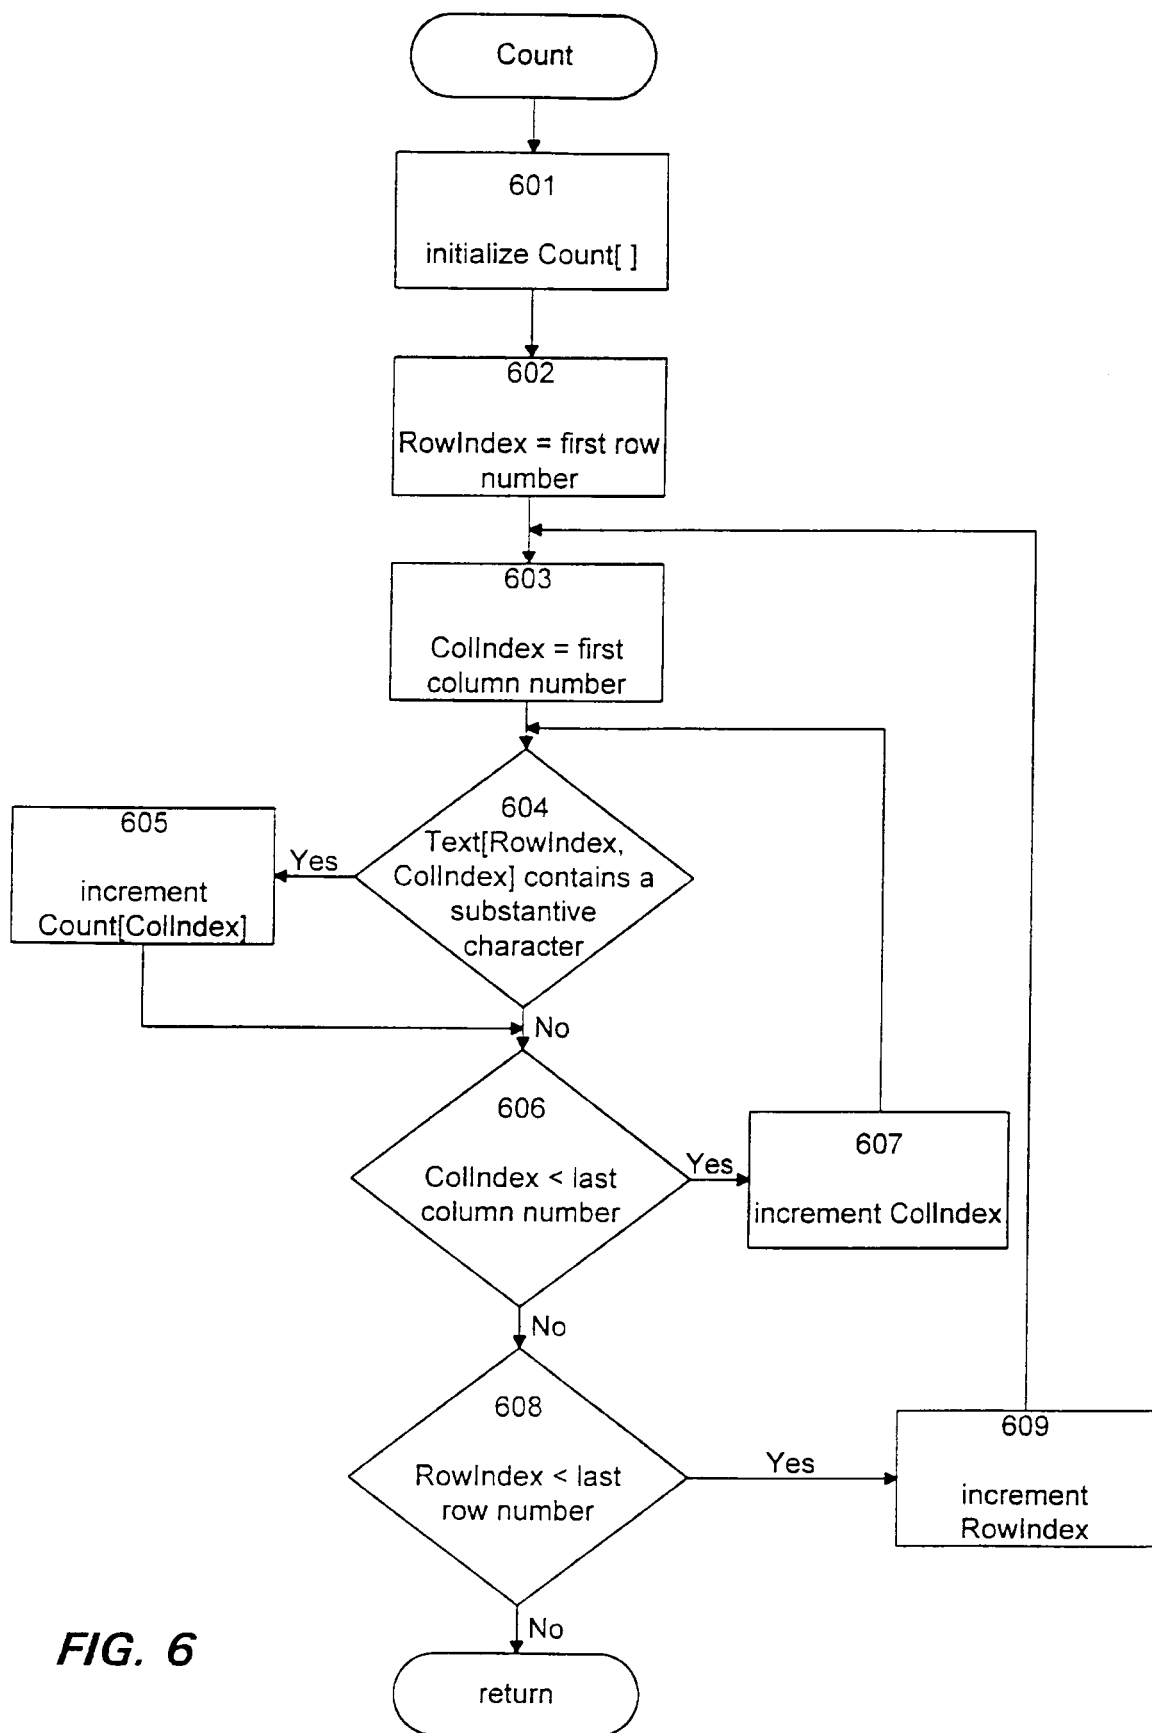 Count
601
initialize Count[ ]
602
RowIndex = first row
number
603
ColIndex = first
column number
604
Text[RowIndex,
ColIndex] contains a
substantive
character
Yes
605
increment
Count[ColIndex]
No
606
ColIndex < last
column number
Yes
607
increment ColIndex
No
608
RowIndex < last
row number
Yes
609
increment
RowIndex
No
return
FIG. 6